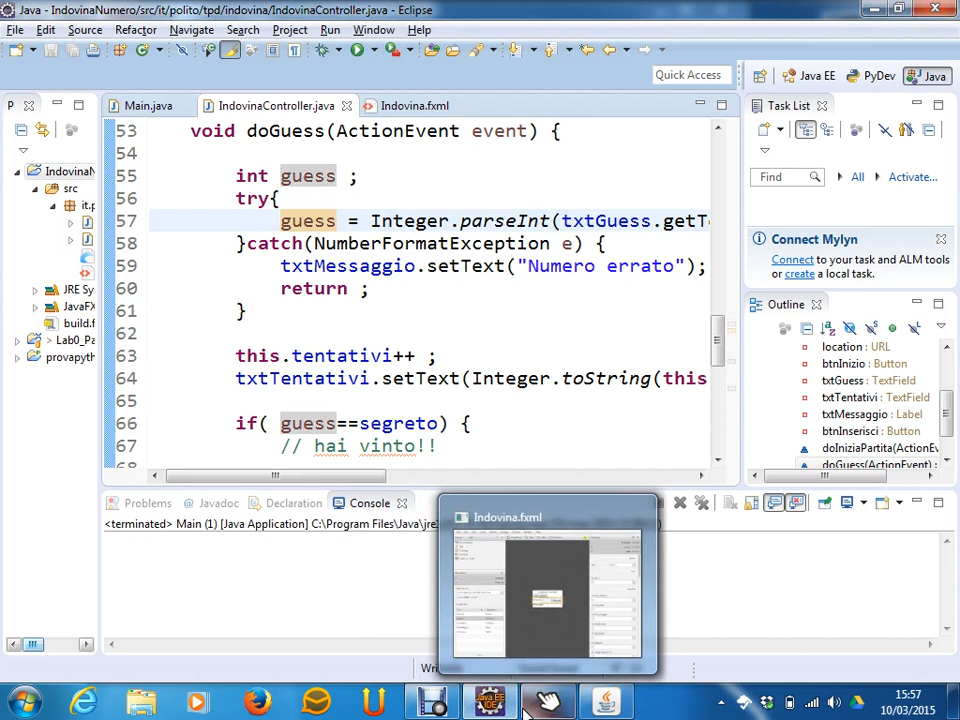 Java - IndovinaNumero/src/it/polito/tpd/indovina/IndovinaController.java - Eclipse
File Edit Source Refactor Navigate Search Project Run Window Help
Quick Access
Java EE PyDev Java
P
Main.java IndovinaController.java Indovina.fxml
Task List
IndovinaN
src
it.p
JRE Sy
JavaFX
build.f
> Lab0_Pa
provapyth
53 void doGuess(ActionEvent event) {
54
55 int guess ;
56 try{
57 guess = Integer.parseInt(txtGuess.getT
58 }catch(NumberFormatException e) {
59 txtMessaggio.setText("Numero errato");
60 return ;
61 }
62
63 this.tentativi++ ;
64 txtTentativi.setText(Integer.toString(this
65
66 if( guess==segreto) {
67 // hai vinto!!
Find All Activate...
Connect Mylyn
Connect to your task and ALM tools
or create a local task.
Outline
location : URL
btnInizio : Button
txtGuess : TextField
txtTentativi : TextField
txtMessaggio : Label
btnInserisci : Button
doIniziaPartita(ActionEv
doGuess(ActionEvent) :
Problems Javadoc Declaration Console
<terminated> Main (1) [Java Application] C:\Program Files\Java\jre
Indovina.fxml
Java EE
IDE
15:57
10/03/2015